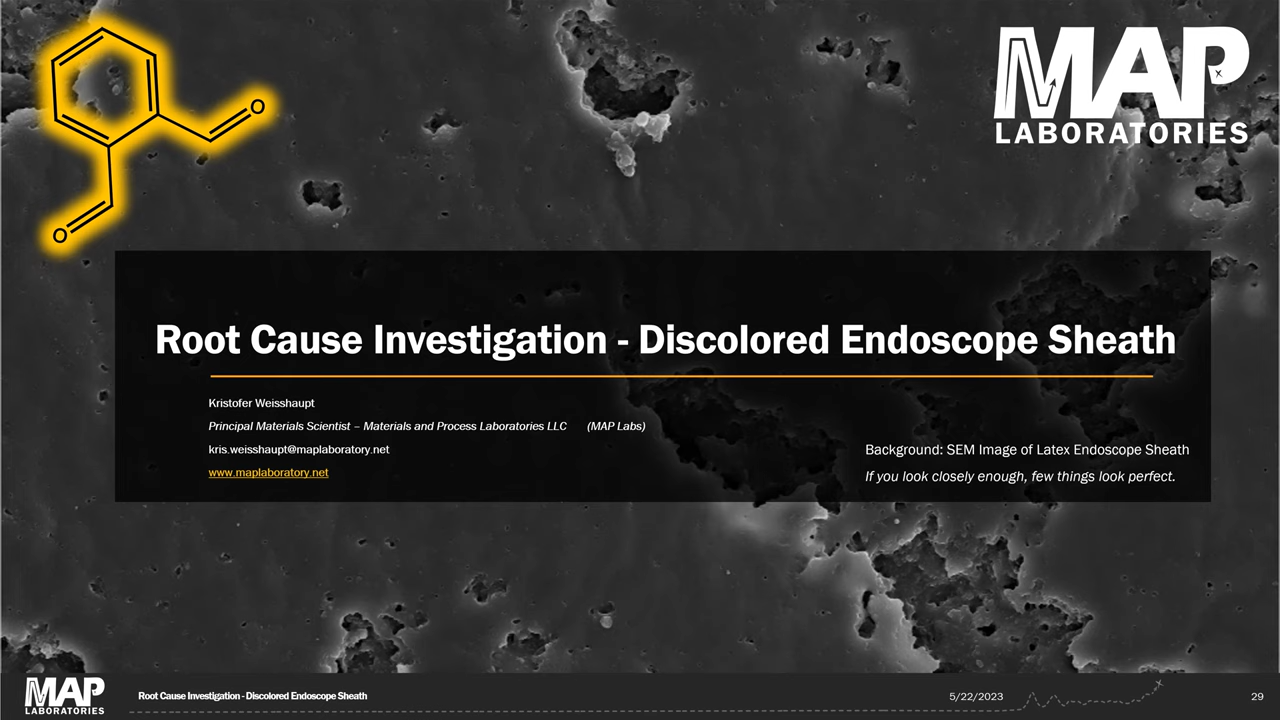 O
O
MAP
LABORATORIES
Root Cause Investigation - Discolored Endoscope Sheath
Kristofer Weisshaupt
Principal Materials Scientist – Materials and Process Laboratories LLC (MAP Labs)
kris.weisshaupt@maplaboratory.net
www.maplaboratory.net
Background: SEM Image of Latex Endoscope Sheath
If you look closely enough, few things look perfect.
MAP
LABORATORIES
Root Cause Investigation - Discolored Endoscope Sheath
5/22/2023
29